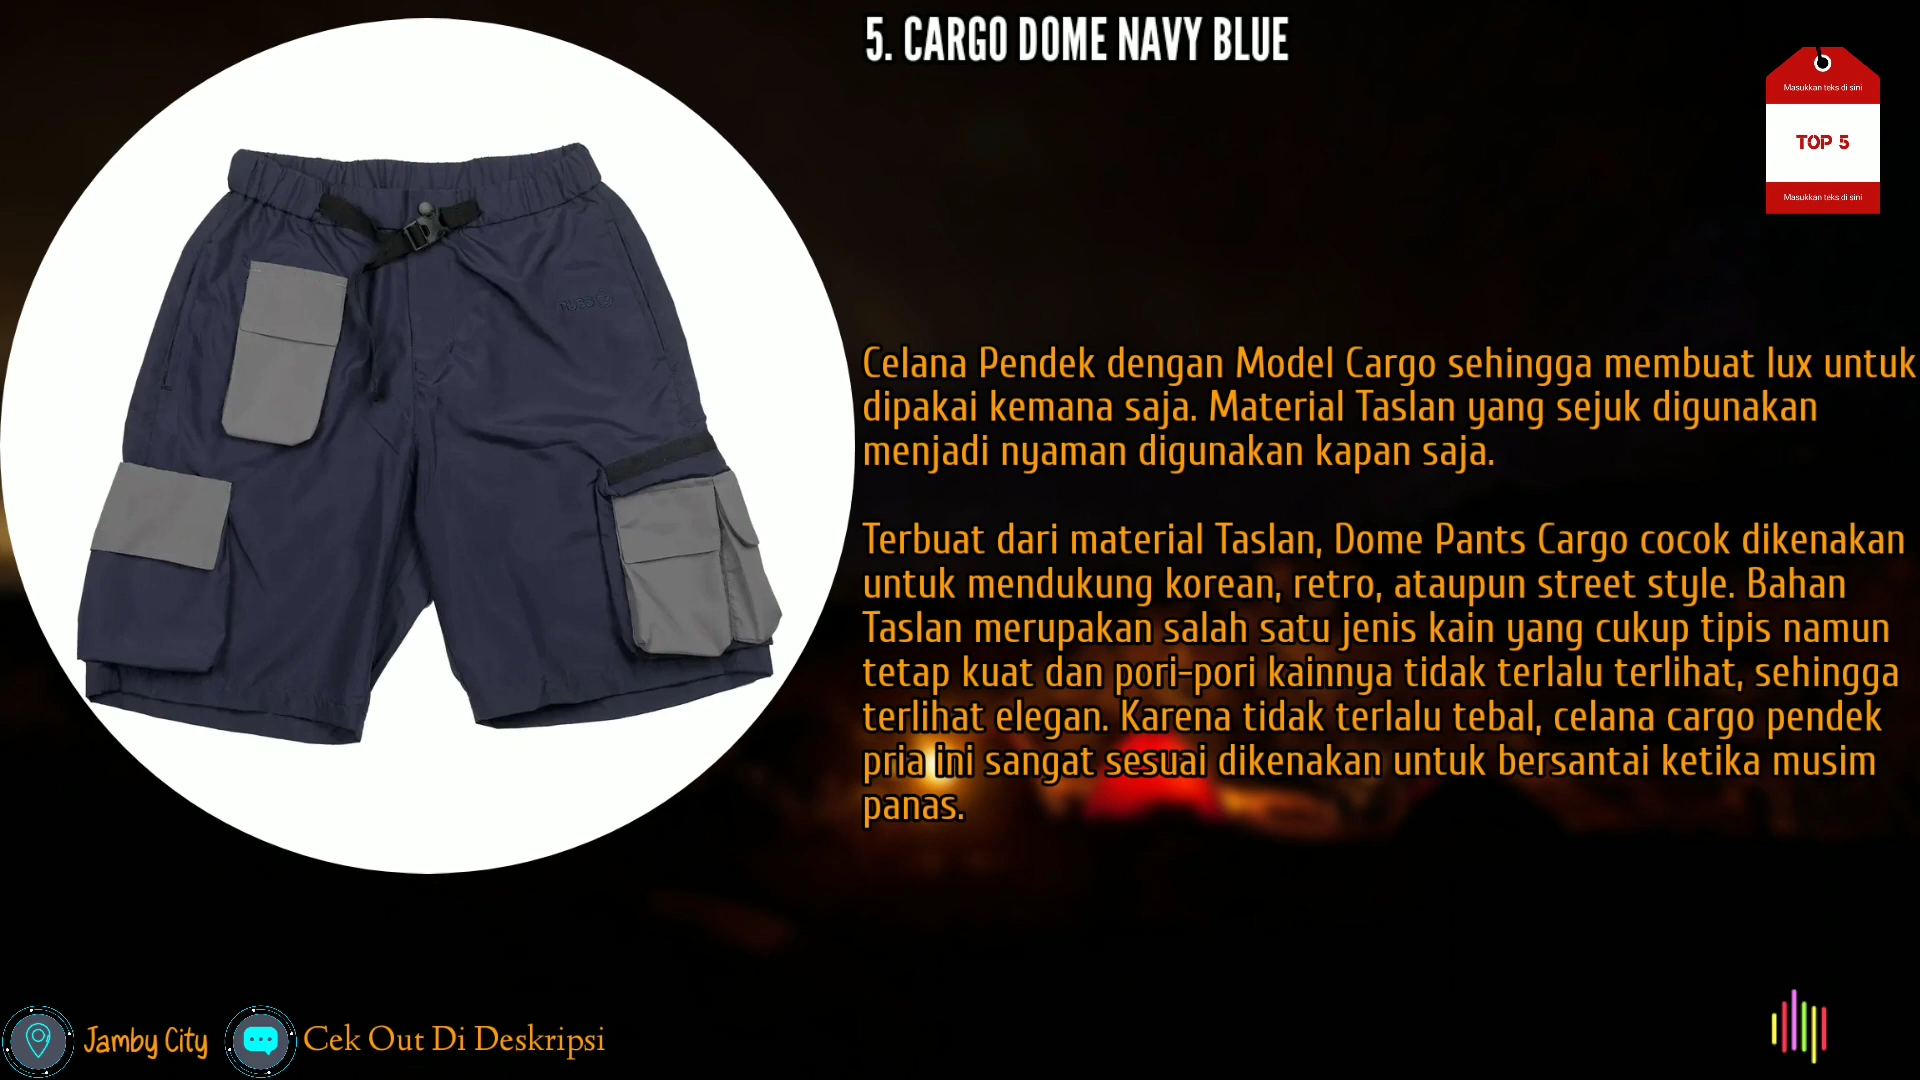 5. CARGO DOME NAVY BLUE
Masukkan teks di sini
TOP 5
Masukkan teks di sini
Celana Pendek dengan Model Cargo sehingga membuat lux untuk
dipakai kemana saja. Material Taslan yang sejuk digunakan
menjadi nyaman digunakan kapan saja.
Terbuat dari material Taslan, Dome Pants Cargo cocok dikenakan
untuk mendukung korean, retro, ataupun street style. Bahan
Taslan merupakan salah satu jenis kain yang cukup tipis namun
tetap kuat dan pori-pori kainnya tidak terlalu terlihat, sehingga
terlihat elegan. Karena tidak terlalu tebal, celana cargo pendek
pria ini sangat sesuai dikenakan untuk bersantai ketika musim
panas.
Jamby City
Cek Out Di Deskripsi